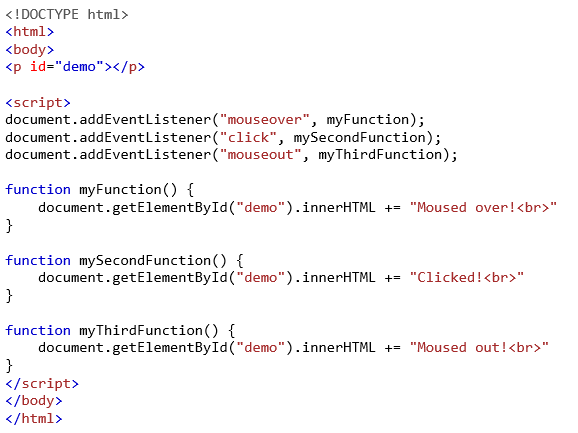 <!DOCTYPE html>
<html>
<body>
<p id="demo"></p>

<script>
document.addEventListener("mouseover", myFunction);
document.addEventListener("click", mySecondFunction);
document.addEventListener("mouseout", myThirdFunction);

function myFunction() {
    document.getElementById("demo").innerHTML += "Moused over!<br>"
}

function mySecondFunction() {
    document.getElementById("demo").innerHTML += "Clicked!<br>"
}

function myThirdFunction() {
    document.getElementById("demo").innerHTML += "Moused out!<br>"
}
</script>
</body>
</html>